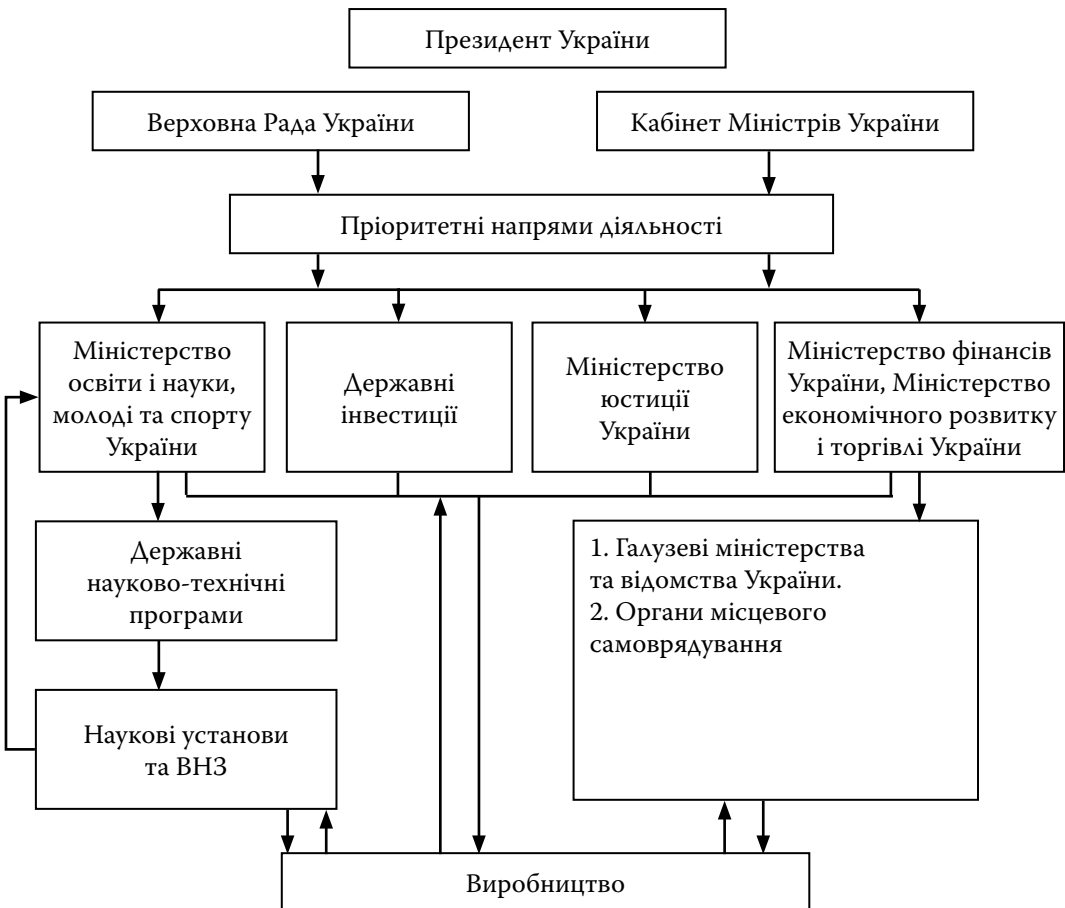 Президент України
Верховна Рада України
Кабінет Міністрів України
Пріоритетні напрями діяльності
Міністерство
освіти і науки,
молоді та спорту
України
Державні
інвестиції
Міністерство
юстиції
України
Міністерство фінансів
України, Міністерство
економічного розвитку
і торгівлі України
Державні
науково-технічні
програми
1. Галузеві міністерства
та відомства України.
2. Органи місцевого
самоврядування
Наукові установи
та ВНЗ
Виробництво